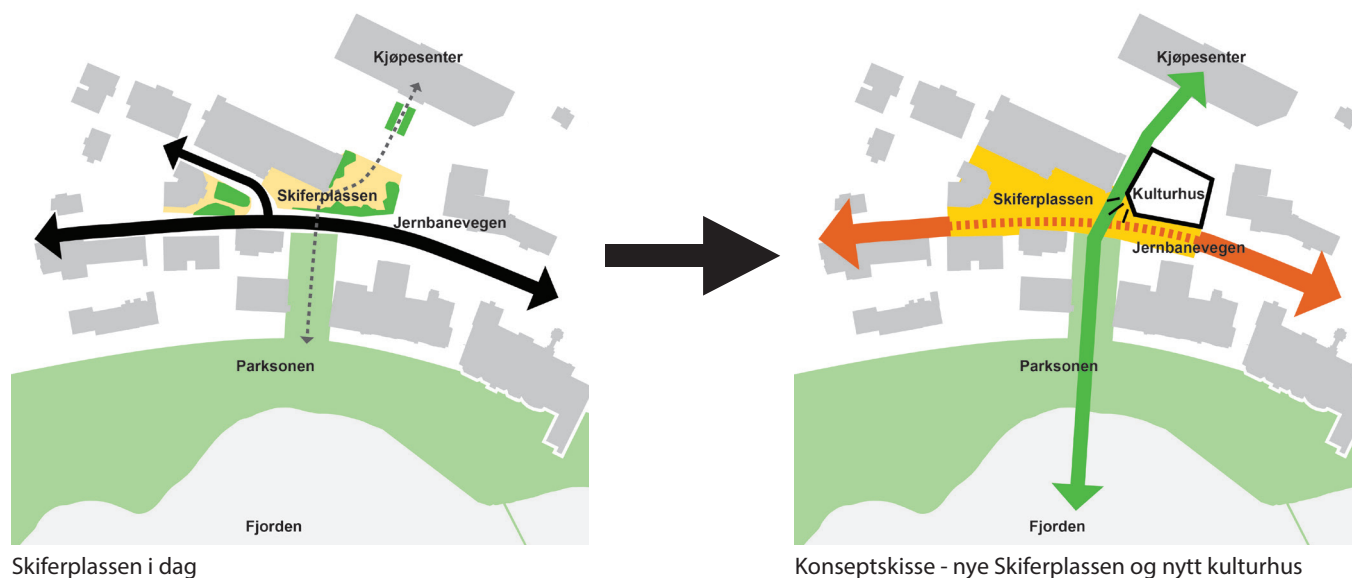 Kjøpesenter
Skiferplassen
Jernbanevegen
Parksonen
Fjorden
Skiferplassen i dag
Kjøpesenter
Kulturhus
Skiferplassen
Jernbanevegen
Parksonen
Fjorden
Konseptskisse - nye Skiferplassen og nytt kulturhus